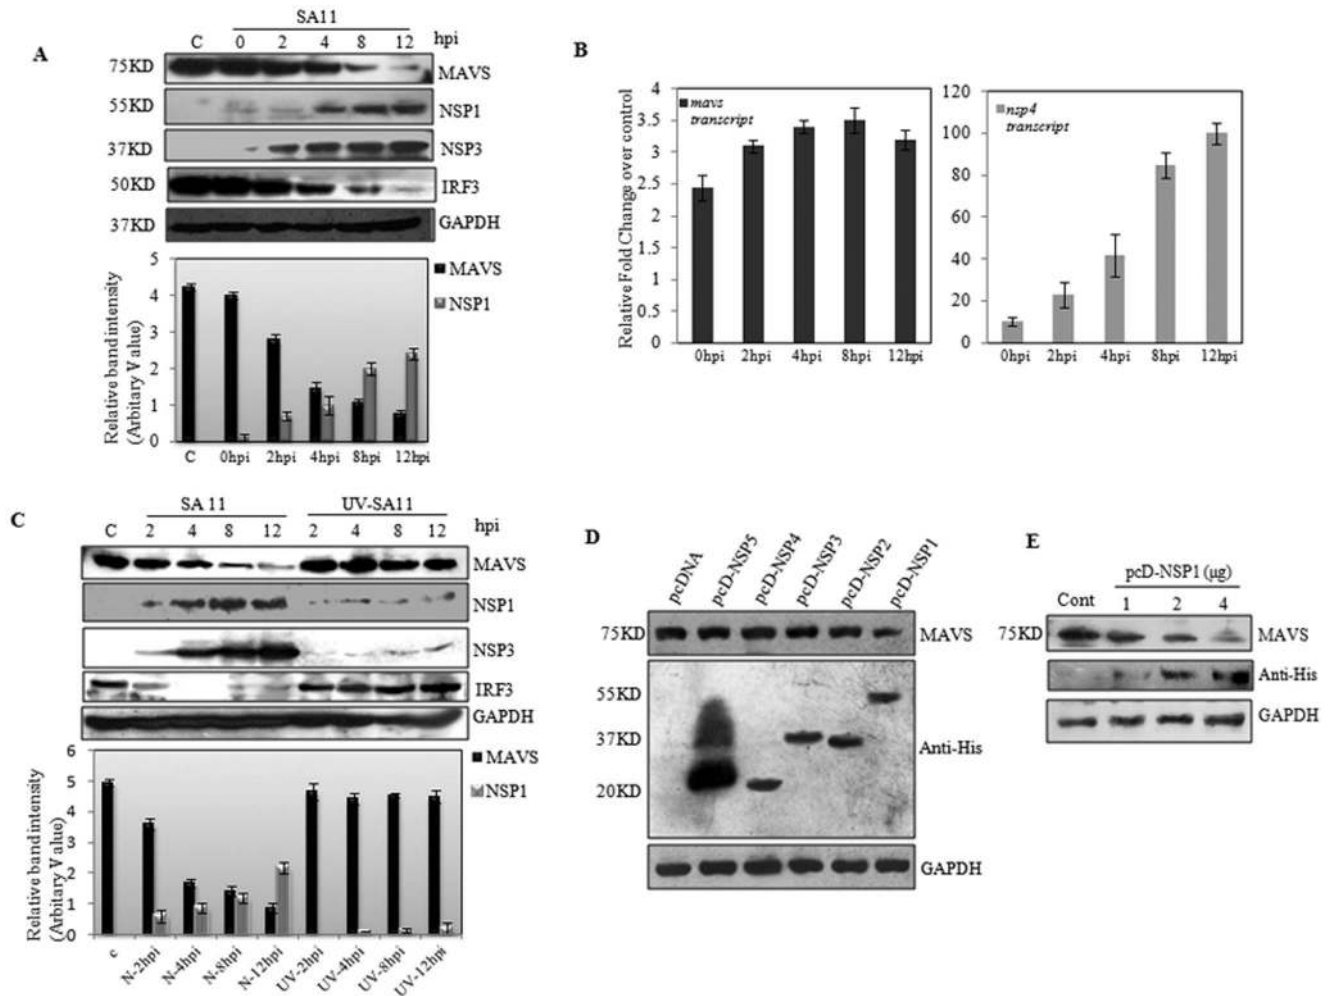 A
SA11
C 0 2 4 8 12 hpi
75KD MAVS
55KD NSP1
37KD NSP3
50KD IRF3
37KD GAPDH
Relative band intensity
(Arbitary Value)
5
4
3
2
1
0
MAVS
NSP1
C 0hpi 2hpi 4hpi 8hpi 12hpi
B
Relative Fold Change over control
4
3.5
3
2.5
2
1.5
1
0.5
0
mavs
transcript
0hpi 2hpi 4hpi 8hpi 12hpi
120
100
80
60
40
20
0
nsp4
transcript
0hpi 2hpi 4hpi 8hpi 12hpi
C
SA 11 UV-SA11
C 2 4 8 12 2 4 8 12 hpi
MAVS
NSP1
NSP3
IRF3
GAPDH
Relative band intensity
(Arbitary Value)
6
5
4
3
2
1
0
MAVS
NSP1
c N-2hpi N-4hpi N-8hpi N-12hpi UV-2hpi UV-4hpi UV-8hpi UV-12hpi
D
pcDNA pcD-NSP5 pcD-NSP4 pcD-NSP3 pcD-NSP2 pcD-NSP1
75KD MAVS
55KD
37KD Anti-His
20KD
GAPDH
E
pcD-NSP1 (μg)
Cont 1 2 4
75KD MAVS
Anti-His
GAPDH